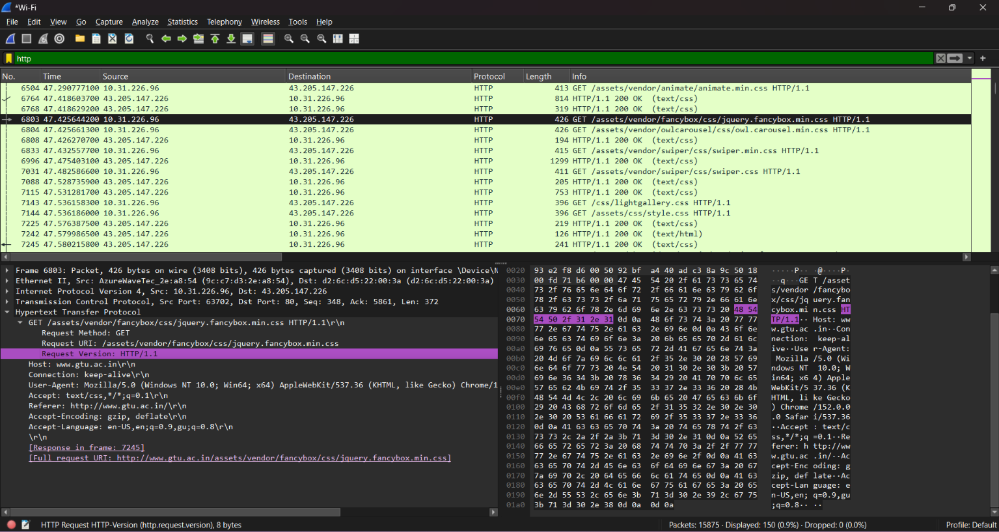 *Wi-Fi
File Edit View Go Capture Analyze Statistics Telephony Wireless Tools Help
http
No. Time Source Destination Protocol Length Info
6504 47.290777100 10.31.226.96 43.205.147.226 HTTP 413 GET /assets/vendor/animate/animate.min.css HTTP/1.1
6764 47.418603700 43.205.147.226 10.31.226.96 HTTP 814 HTTP/1.1 200 OK (text/css)
6768 47.418629200 43.205.147.226 10.31.226.96 HTTP 319 HTTP/1.1 200 OK (text/css)
6803 47.425644200 10.31.226.96 43.205.147.226 HTTP 426 GET /assets/vendor/fancybox/css/jquery.fancybox.min.css HTTP/1.1
6804 47.425661300 10.31.226.96 43.205.147.226 HTTP 426 GET /assets/vendor/owlcarousel/css/owl.carousel.min.css HTTP/1.1
6808 47.426270700 43.205.147.226 10.31.226.96 HTTP 194 HTTP/1.1 200 OK (text/css)
6833 47.432557700 10.31.226.96 43.205.147.226 HTTP 415 GET /assets/vendor/swiper/css/swiper.min.css HTTP/1.1
6996 47.475403100 43.205.147.226 10.31.226.96 HTTP 1299 HTTP/1.1 200 OK (text/css)
7031 47.482586600 10.31.226.96 43.205.147.226 HTTP 411 GET /assets/vendor/swiper/css/swiper.css HTTP/1.1
7088 47.528735900 43.205.147.226 10.31.226.96 HTTP 205 HTTP/1.1 200 OK (text/css)
7115 47.531281700 43.205.147.226 10.31.226.96 HTTP 753 HTTP/1.1 200 OK (text/css)
7143 47.536158300 10.31.226.96 43.205.147.226 HTTP 396 GET /css/lightgallery.css HTTP/1.1
7144 47.536186000 10.31.226.96 43.205.147.226 HTTP 396 GET /assets/css/style.css HTTP/1.1
7225 47.576387500 43.205.147.226 10.31.226.96 HTTP 219 HTTP/1.1 200 OK (text/css)
7242 47.579986500 43.205.147.226 10.31.226.96 HTTP 126 HTTP/1.1 200 OK (text/html)
7245 47.580215800 43.205.147.226 10.31.226.96 HTTP 241 HTTP/1.1 200 OK (text/css)
Frame 6803: Packet, 426 bytes on wire (3408 bits), 426 bytes captured (3408 bits) on interface \Device\N
Ethernet II, Src: AzureWaveTec_2e:a8:54 (9c:c7:d3:2e:a8:54), Dst: d2:6c:d5:22:00:3a (d2:6c:d5:22:00:3a)
Internet Protocol Version 4, Src: 10.31.226.96, Dst: 43.205.147.226
Transmission Control Protocol, Src Port: 63702, Dst Port: 80, Seq: 348, Ack: 5861, Len: 372
Hypertext Transfer Protocol
GET /assets/vendor/fancybox/css/jquery.fancybox.min.css HTTP/1.1\r\n
Request Method: GET
Request URI: /assets/vendor/fancybox/css/jquery.fancybox.min.css
Request Version: HTTP/1.1
Host: www.gtu.ac.in\r\n
Connection: keep-alive\r\n
User-Agent: Mozilla/5.0 (Windows NT 10.0; Win64; x64) AppleWebKit/537.36 (KHTML, like Gecko) Chrome/1
Accept: text/css,*/*;q=0.1\r\n
Referer: http://www.gtu.ac.in/\r\n
Accept-Encoding: gzip, deflate\r\n
Accept-Language: en-US,en;q=0.9,gu;q=0.8\r\n
\r\n
[Response in frame: 7245]
[Full request URI: http://www.gtu.ac.in/assets/vendor/fancybox/css/jquery.fancybox.min.css]
0020 93 e2 f8 d6 00 50 92 bf a4 40 ad c3 8a 9c 50 18 ·····P·· ·@····P·
0030 00 fd 71 b6 00 00 47 45 54 20 2f 61 73 73 65 74 ··q···GE T /asset
0040 73 2f 76 65 6e 64 6f 72 2f 66 61 6e 63 79 62 6f s/vendor /fancybo
0050 78 2f 63 73 73 2f 6a 71 75 65 72 79 2e 66 61 6e x/css/jq uery.fan
0060 63 79 62 6f 78 2e 6d 69 6e 2e 63 73 73 20 48 54 cybox.mi n.css HT
0070 54 50 2f 31 2e 31 0d 0a 48 6f 73 74 3a 20 77 77 TP/1.1·· Host: ww
0080 77 2e 67 74 75 2e 61 63 2e 69 6e 0d 0a 43 6f 6e w.gtu.ac .in··Con
0090 6e 65 63 74 69 6f 6e 3a 20 6b 65 65 70 2d 61 6c nection: keep-al
00a0 69 76 65 0d 0a 55 73 65 72 2d 41 67 65 6e 74 3a ive··Use r-Agent:
00b0 20 4d 6f 7a 69 6c 6c 61 2f 35 2e 30 20 28 57 69 Mozilla /5.0 (Wi
00c0 6e 64 6f 77 73 20 4e 54 20 31 30 2e 30 3b 20 57 ndows NT 10.0; W
00d0 69 6e 36 34 3b 20 78 36 34 29 20 41 70 70 6c 65 in64; x6 4) Apple
00e0 57 65 62 4b 69 74 2f 35 33 37 2e 33 36 20 28 4b WebKit/5 37.36 (K
00f0 48 54 4d 4c 2c 20 6c 69 6b 65 20 47 65 63 6b 6f HTML, li ke Gecko
0100 29 20 43 68 72 6f 6d 65 2f 31 35 32 2e 30 2e 30 ) Chrome /152.0.0
0110 2e 30 20 53 61 66 61 72 69 2f 35 33 37 2e 33 36 .0 Safar i/537.36
0120 0d 0a 41 63 63 65 70 74 3a 20 74 65 78 74 2f 63 ··Accept : text/c
0130 73 73 2c 2a 2f 2a 3b 71 3d 30 2e 31 0d 0a 52 65 ss,*/*;q =0.1··Re
0140 66 65 72 65 72 3a 20 68 74 74 70 3a 2f 2f 77 77 ferer: h ttp://ww
0150 77 2e 67 74 75 2e 61 63 2e 69 6e 2f 0d 0a 41 63 w.gtu.ac .in/··Ac
0160 63 65 70 74 2d 45 6e 63 6f 64 69 6e 67 3a 20 67 cept-Enc oding: g
0170 7a 69 70 2c 20 64 65 66 6c 61 74 65 0d 0a 41 63 zip, def late··Ac
0180 63 65 70 74 2d 4c 61 6e 67 75 61 67 65 3a 20 65 cept-Lan guage: e
0190 6e 2d 55 53 2c 65 6e 3b 71 3d 30 2e 39 2c 67 75 n-US,en; q=0.9,gu
01a0 3b 71 3d 30 2e 38 0d 0a 0d 0a ;q=0.8·· ··
HTTP Request HTTP-Version (http.request.version), 8 bytes Packets: 15875 · Displayed: 150 (0.9%) · Dropped: 0 (0.0%) Profile: Default